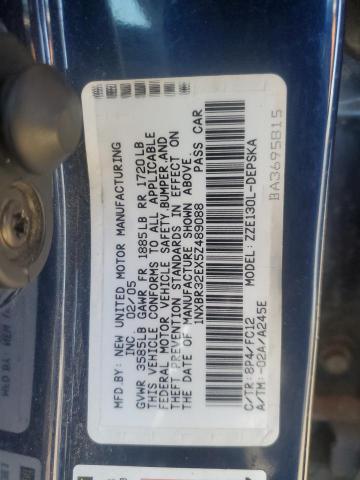 MFD.BY: NEW UNITED MOTOR MANUFACTURING
INC. 02/05
GVWR 3585LB GAWR FR 1885LB RR 1720LB
THIS VEHICLE CONFORMS TO ALL APPLICABLE
FEDERAL MOTOR VEHICLE SAFETY,BUMPER,AND
THEFT PREVENTION STANDARDS IN EFFECT ON
THE DATE OF MANUFACTURE SHOWN ABOVE.
1NXBR32EX5Z489088 PASS CAR
C/TR:8P4/FC12 MODEL:ZZE130L-DEPSKA
A/TM:-02A/A245E
BA3695815